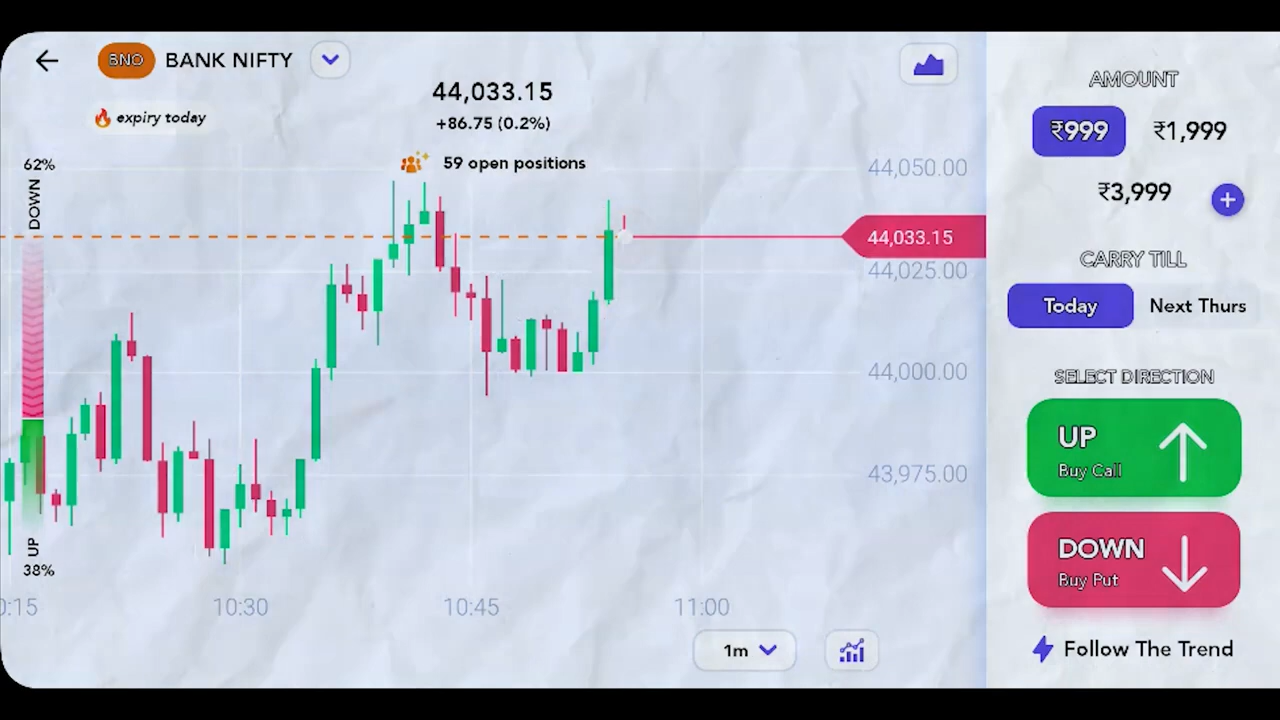 BNO BANK NIFTY
expiry today
44,033.15
+86.75 (0.2%)
59 open positions
62%
DOWN
UP
38%
44,050.00
44,033.15
44,025.00
44,000.00
43,975.00
0:15 10:30 10:45 11:00
1m
AMOUNT
₹999 ₹1,999
₹3,999 +
CARRY TILL
Today Next Thurs
SELECT DIRECTION
UP
Buy Call
DOWN
Buy Put
Follow The Trend